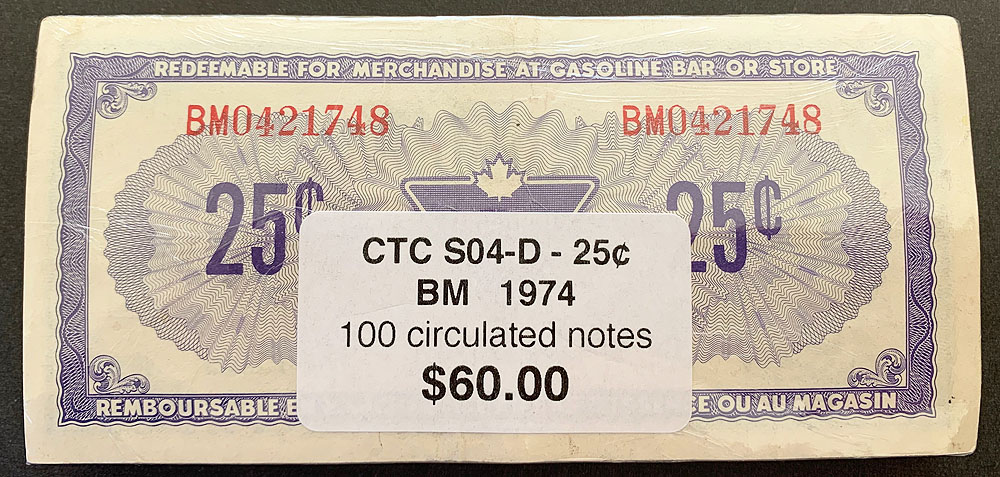 REDEEMABLE FOR MERCHANDISE AT GASOLINE BAR OR STORE
BM0421748 BM0421748
25¢ 25¢
CTC S04-D - 25¢
BM 1974
100 circulated notes
$60.00
REMBOURSABLE OU AU MAGASIN